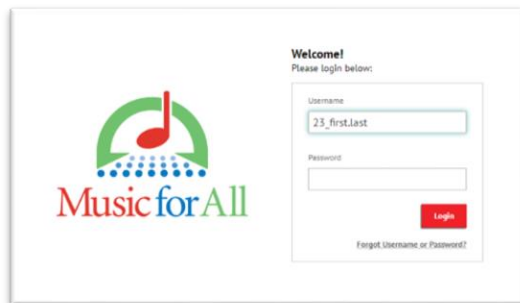 Welcome!
Please login below:
Username
23_first.last
Password
Login
Forgot Username or Password?
Music for All